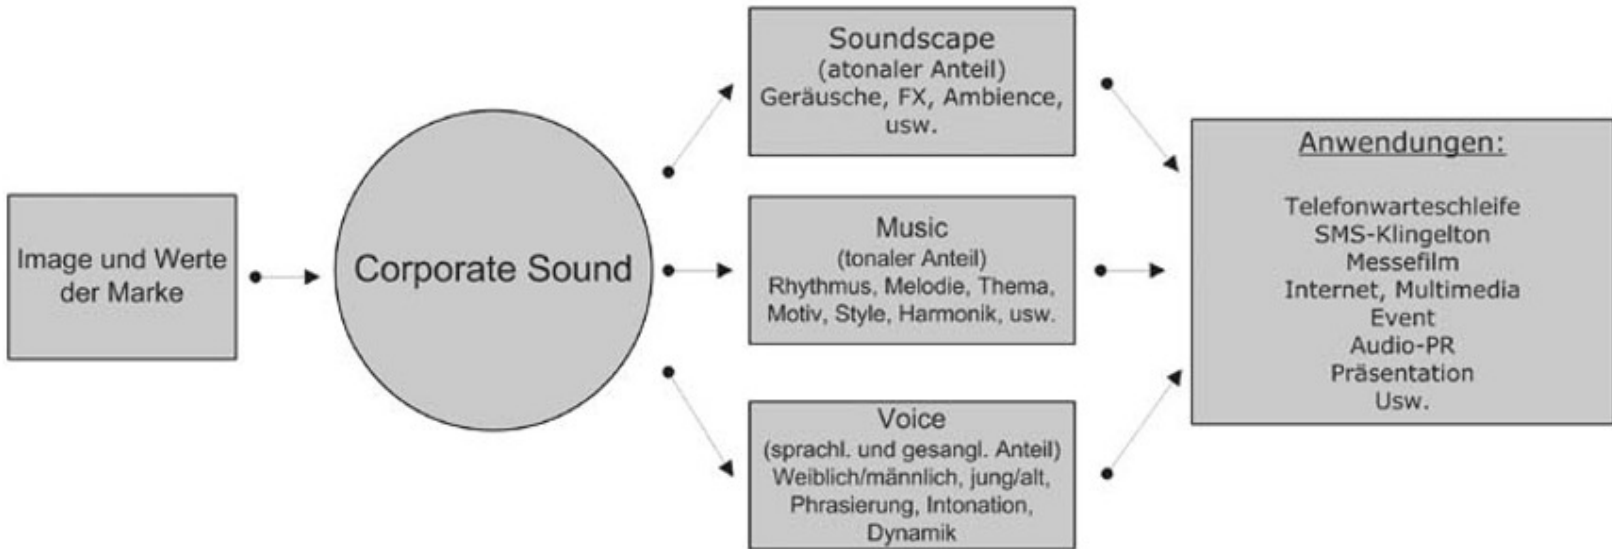 Image und Werte
der Marke
Corporate Sound
Soundscape
(atonaler Anteil)
Geräusche, FX, Ambience,
usw.
Music
(tonaler Anteil)
Rhythmus, Melodie, Thema,
Motiv, Style, Harmonik, usw.
Voice
(sprachl. und gesangl. Anteil)
Weiblich/männlich, jung/alt,
Phrasierung, Intonation,
Dynamik
Anwendungen:
Telefonwarteschleife
SMS-Klingelton
Messefilm
Internet, Multimedia
Event
Audio-PR
Präsentation
Usw.